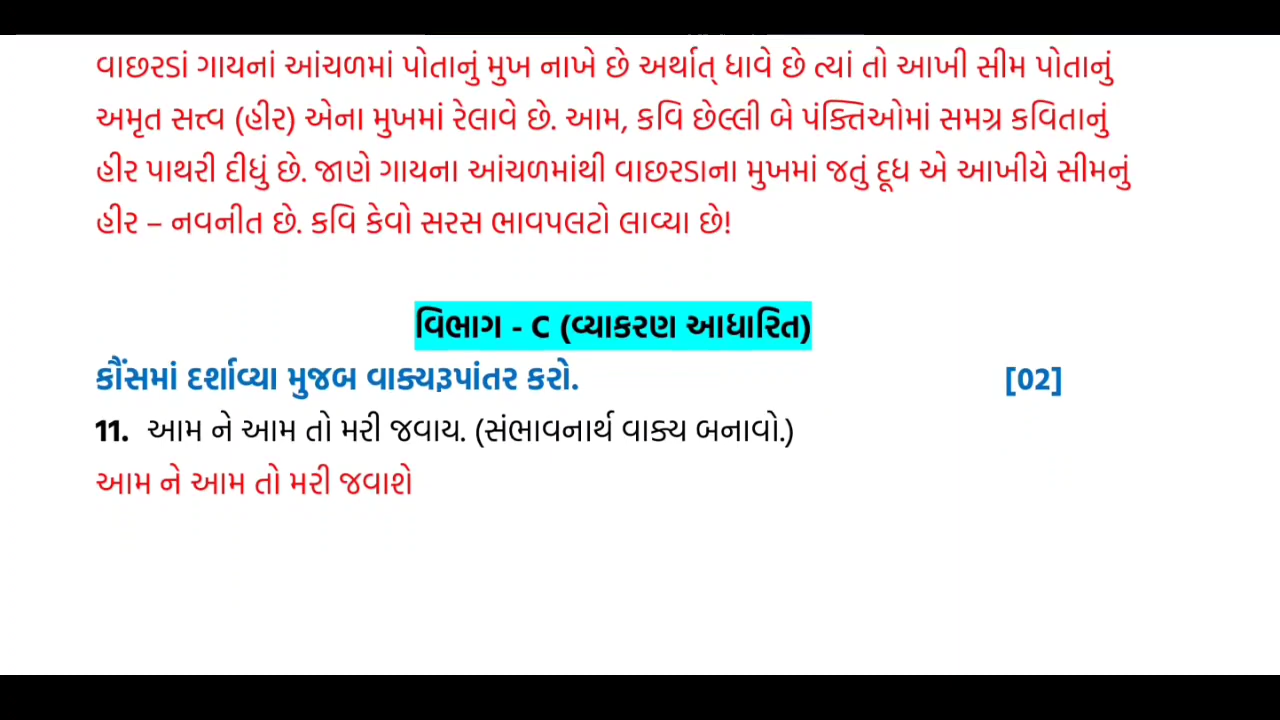 વાછરડાં ગાયનાં આંચળમાં પોતાનું મુખ નાખે છે અર્થાત્ ધાવે છે ત્યાં તો આખી સીમ પોતાનું
અમૃત સત્ત્વ (હીર) એના મુખમાં રેલાવે છે. આમ, કવિ છેલ્લી બે પંક્તિઓમાં સમગ્ર કવિતાનું
હીર પાથરી દીધું છે. જાણે ગાયના આંચળમાંથી વાછરડાના મુખમાં જતું દૂધ એ આખીયે સીમનું
હીર – નવનીત છે. કવિ કેવો સરસ ભાવપલટો લાવ્યા છે!
વિભાગ - C (વ્યાકરણ આધારિત)
કૌંસમાં દર્શાવ્યા મુજબ વાક્યરૂપાંતર કરો. [02]
11. આમ ને આમ તો મરી જવાય. (સંભાવનાર્થ વાક્ય બનાવો.)
આમ ને આમ તો મરી જવાશે